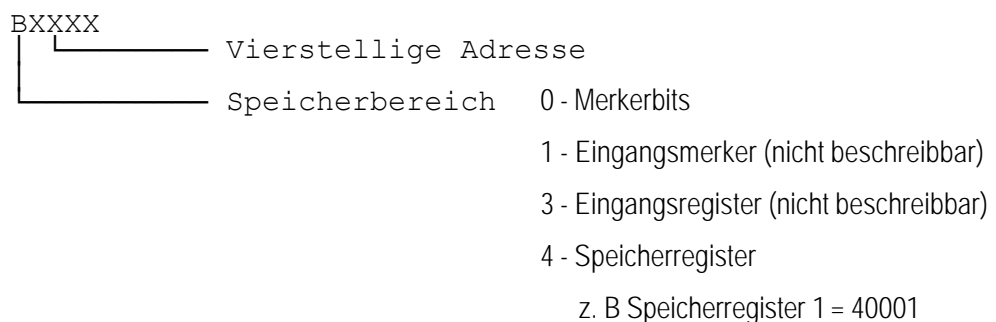 BXXXX
Vierstellige Adresse
Speicherbereich 0 - Merkerbits
1 - Eingangsmerker (nicht beschreibbar)
3 - Eingangsregister (nicht beschreibbar)
4 - Speicherregister
z. B Speicherregister 1 = 40001